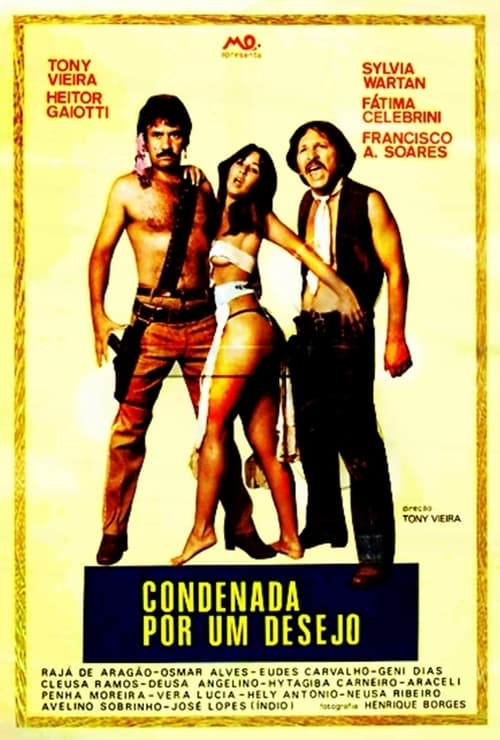 MQ.
apresenta
TONY VIEIRA
HEITOR GAIOTTI
SYLVIA WARTAN
FÁTIMA CELEBRINI
FRANCISCO A. SOARES
direção
TONY VIEIRA
CONDENADA
POR UM DESEJO
RAJÁ DE ARAGÃO-OSMAR ALVES-EUDES CARVALHO-GENI DIAS
CLEUSA RAMOS-DEUSA ANGELINO-HYTAGIBA CARNEIRO-ARACELI
PENHA MOREIRA-VERA LUCIA-HELY ANTONIO-NEUSA RIBEIRO
AVELINO SOBRINHO-JOSÉ LOPES (ÍNDIO) fotografia HENRIQUE BORGES